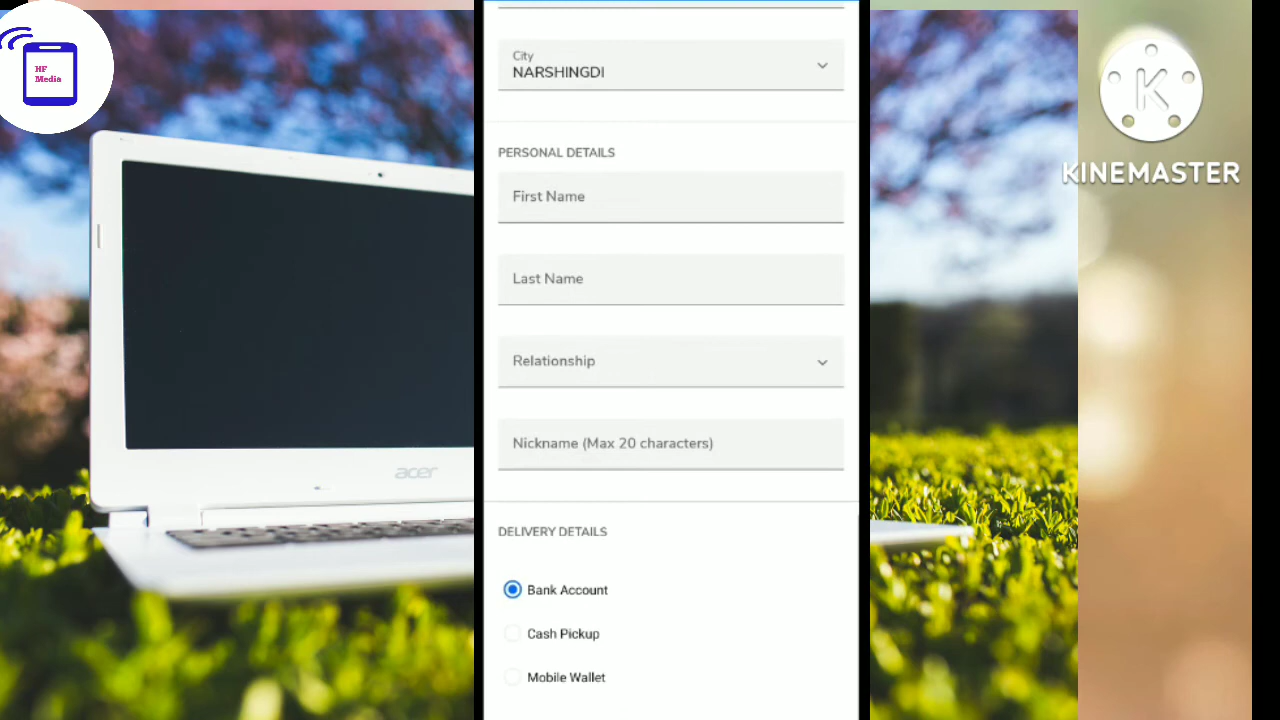 HF
Media
City
NARSHINGDI
PERSONAL DETAILS
First Name
Last Name
Relationship
Nickname (Max 20 characters)
DELIVERY DETAILS
Bank Account
Cash Pickup
Mobile Wallet
acer
K
KINEMASTER